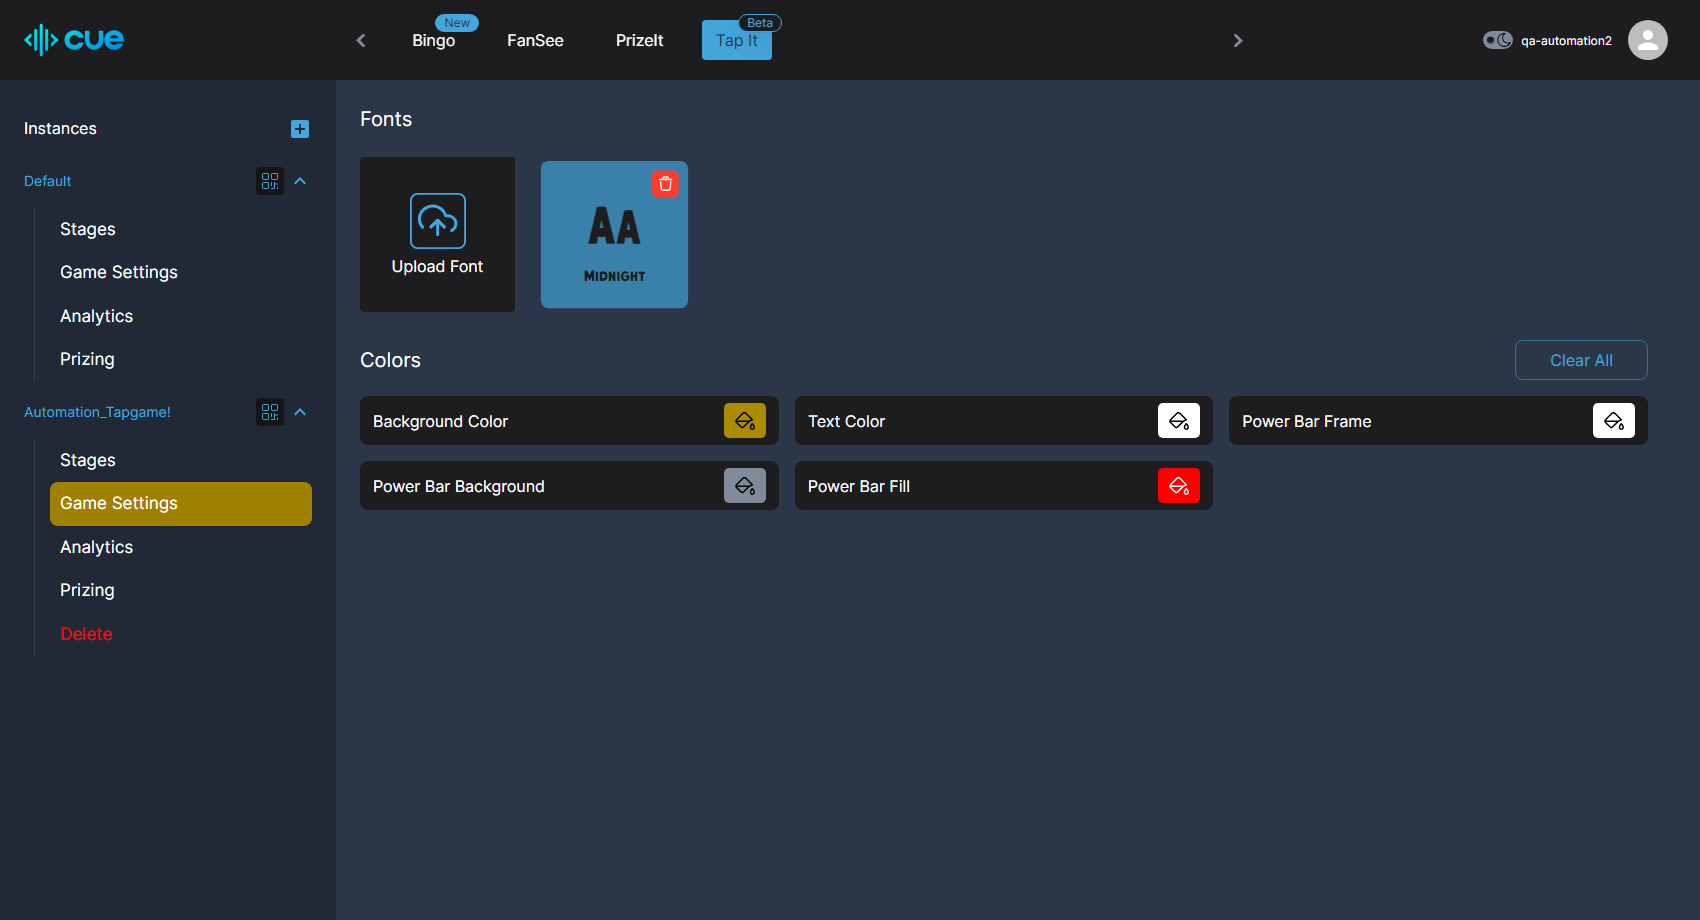 cue
Bingo
New
FanSee
PrizeIt
Tap It
Beta
qa-automation2
Instances
Default
Stages
Game Settings
Analytics
Prizing
Automation_Tapgame!
Stages
Game Settings
Analytics
Prizing
Delete
Fonts
Upload Font
AA
MIDNIGHT
Colors
Clear All
Background Color
Text Color
Power Bar Frame
Power Bar Background
Power Bar Fill